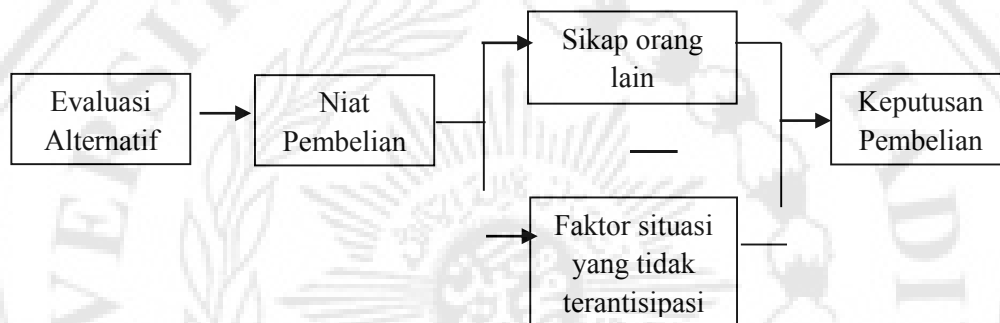 Evaluasi
Alternatif
Niat
Pembelian
Sikap orang
lain
Faktor situasi
yang tidak
terantisipasi
Keputusan
Pembelian